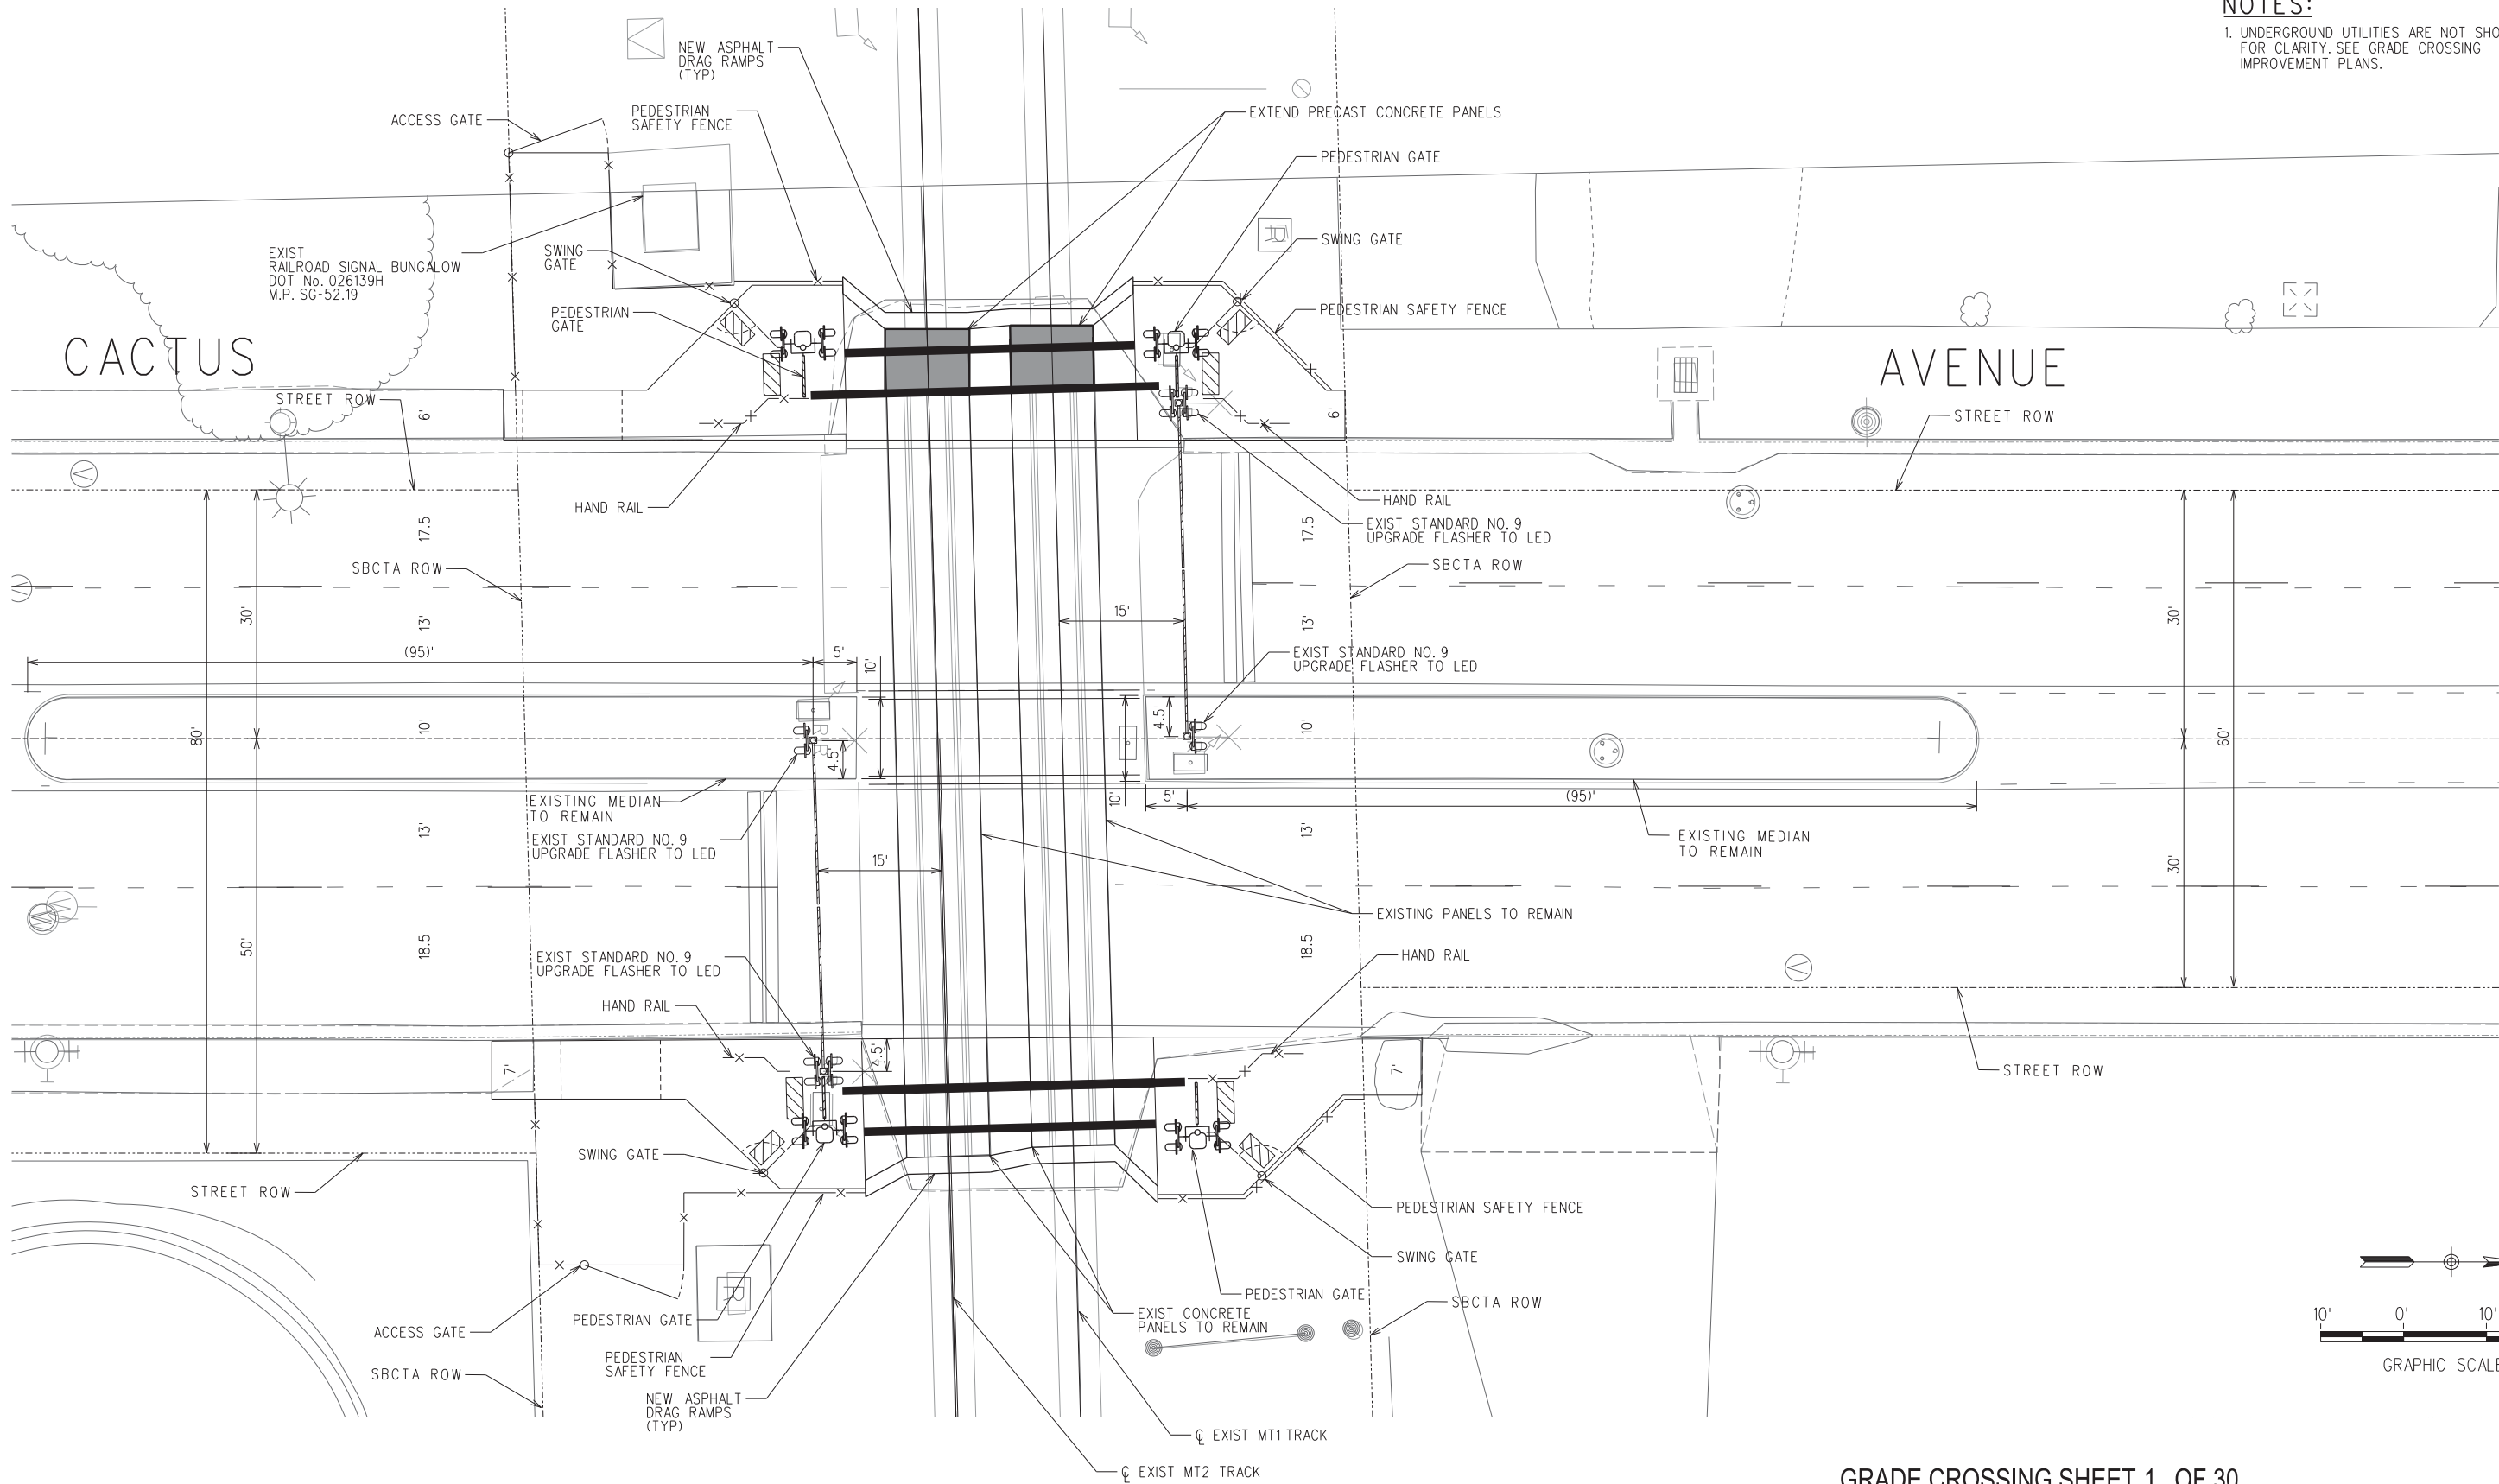 NOTES:
1. UNDERGROUND UTILITIES ARE NOT SHO
FOR CLARITY. SEE GRADE CROSSING
IMPROVEMENT PLANS.
NEW ASPHALT
DRAG RAMPS
(TYP)
PEDESTRIAN
SAFETY FENCE
ACCESS GATE
EXTEND PRECAST CONCRETE PANELS
PEDESTRIAN GATE
EXIST
RAILROAD SIGNAL BUNGALOW
DOT No. 026139H
M.P. SG-52.19
SWING
GATE
SWING GATE
PEDESTRIAN
GATE
PEDESTRIAN SAFETY FENCE
CACTUS
AVENUE
STREET ROW
6'
6'
STREET ROW
HAND RAIL
HAND RAIL
17.5
17.5
EXIST STANDARD NO. 9
UPGRADE FLASHER TO LED
SBCTA ROW
SBCTA ROW
30'
13'
15'
13'
30'
(95)'
5'
10'
EXIST STANDARD NO. 9
UPGRADE FLASHER TO LED
80'
10'
4.5'
4.5'
10'
60'
10'
5'
(95)'
EXISTING MEDIAN
TO REMAIN
EXIST STANDARD NO. 9
UPGRADE FLASHER TO LED
13'
13'
EXISTING MEDIAN
TO REMAIN
15'
30'
EXISTING PANELS TO REMAIN
50'
18.5
18.5
EXIST STANDARD NO. 9
UPGRADE FLASHER TO LED
HAND RAIL
HAND RAIL
4.5'
7'
7'
STREET ROW
SWING GATE
STREET ROW
PEDESTRIAN SAFETY FENCE
SWING GATE
PEDESTRIAN GATE
SBCTA ROW
EXIST CONCRETE
PANELS TO REMAIN
PEDESTRIAN GATE
ACCESS GATE
PEDESTRIAN
SAFETY FENCE
SBCTA ROW
NEW ASPHALT
DRAG RAMPS
(TYP)
10' 0' 10'
GRAPHIC SCALE
℄ EXIST MT1 TRACK
℄ EXIST MT2 TRACK
GRADE CROSSING SHEET 1 OF 30